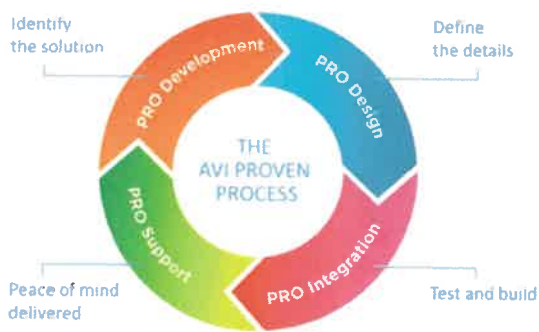 Identify
the solution
Define
the details
PRO Development
PRO Design
THE
AVI PROVEN
PROCESS
PRO Support
PRO Integration
Peace of mind
delivered
Test and build